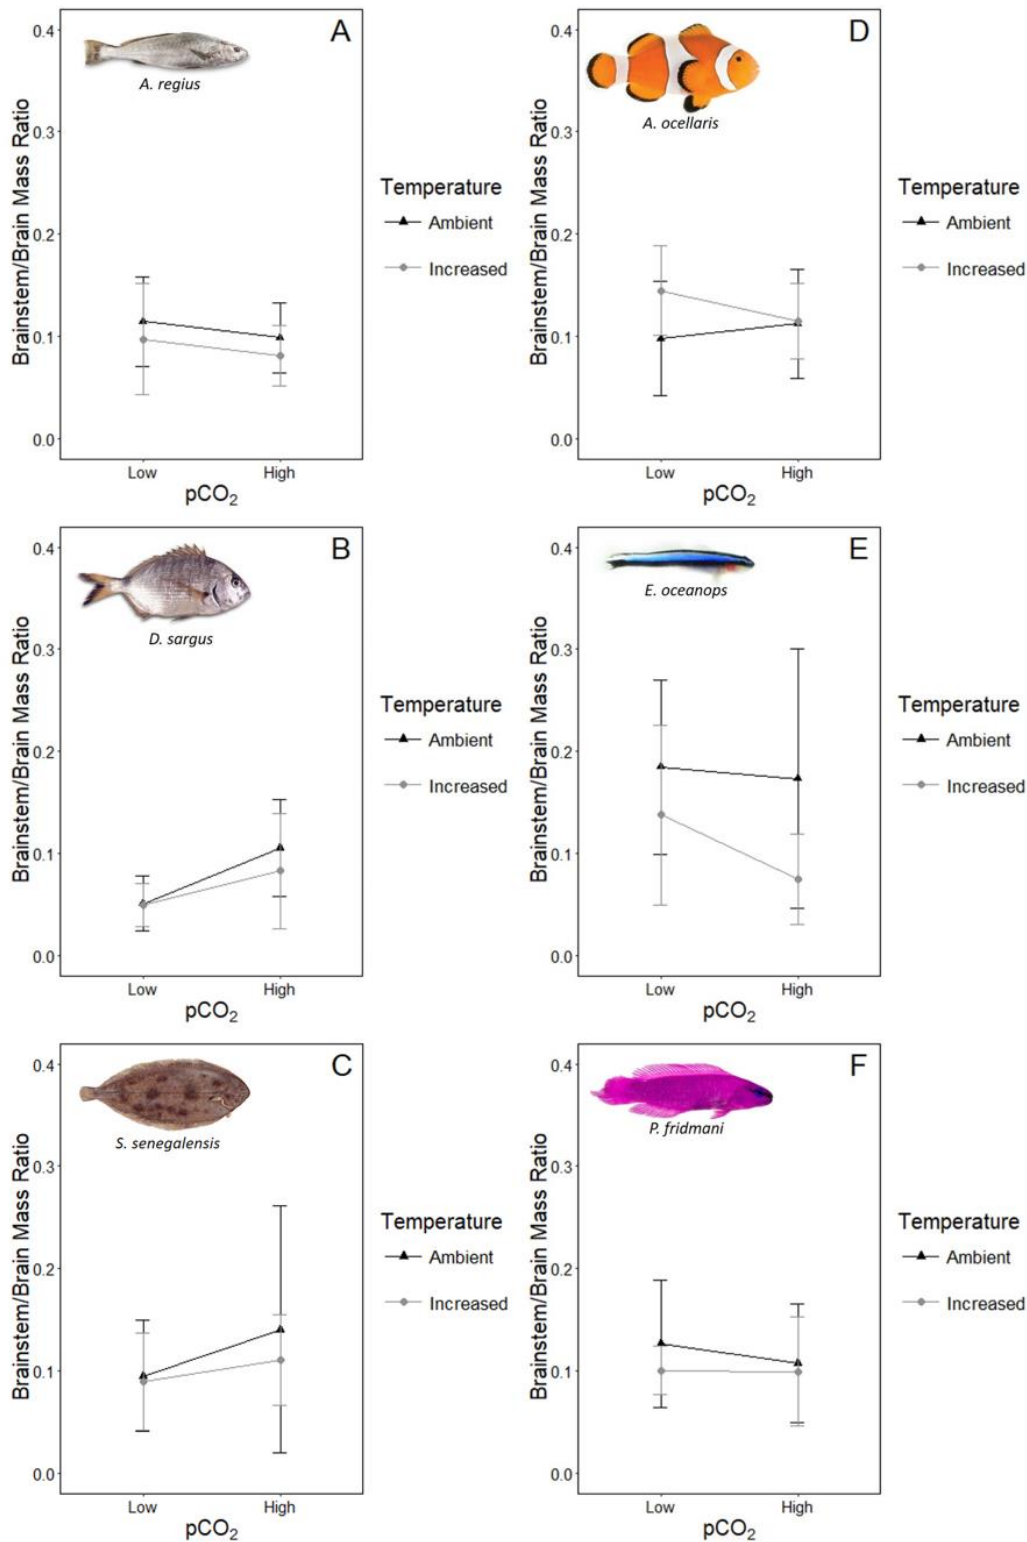 A
A. regius
Brainstem/Brain Mass Ratio
0.4
0.3
0.2
0.1
0.0
Low
High
pCO₂
Temperature
Ambient
Increased
D
A. ocellaris
Brainstem/Brain Mass Ratio
0.4
0.3
0.2
0.1
0.0
Low
High
pCO₂
Temperature
Ambient
Increased
B
D. sargus
Brainstem/Brain Mass Ratio
0.4
0.3
0.2
0.1
0.0
Low
High
pCO₂
Temperature
Ambient
Increased
E
E. oceanops
Brainstem/Brain Mass Ratio
0.4
0.3
0.2
0.1
0.0
Low
High
pCO₂
Temperature
Ambient
Increased
C
S. senegalensis
Brainstem/Brain Mass Ratio
0.4
0.3
0.2
0.1
0.0
Low
High
pCO₂
Temperature
Ambient
Increased
F
P. fridmani
Brainstem/Brain Mass Ratio
0.4
0.3
0.2
0.1
0.0
Low
High
pCO₂
Temperature
Ambient
Increased